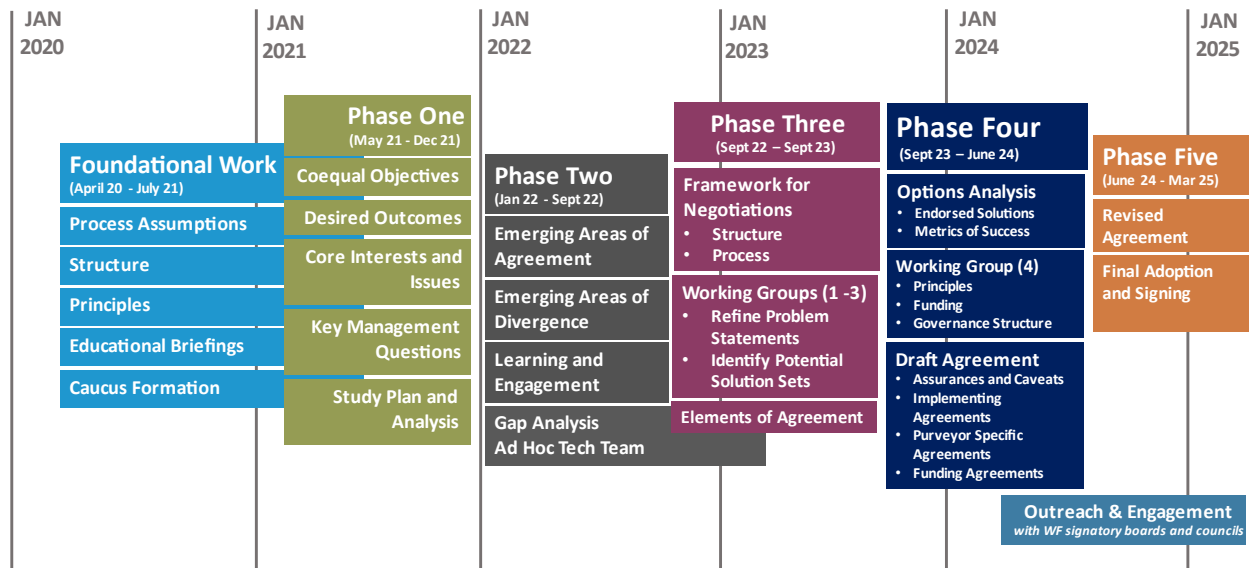 JAN
2020
JAN
2021
JAN
2022
JAN
2023
JAN
2024
JAN
2025
Foundational Work
(April 20 - July 21)
Process Assumptions
Structure
Principles
Educational Briefings
Caucus Formation
Phase One
(May 21 - Dec 21)
Coequal Objectives
Desired Outcomes
Core Interests and
Issues
Key Management
Questions
Study Plan and
Analysis
Phase Two
(Jan 22 - Sept 22)
Emerging Areas of
Agreement
Emerging Areas of
Divergence
Learning and
Engagement
Gap Analysis
Ad Hoc Tech Team
Phase Three
(Sept 22 – Sept 23)
Framework for
Negotiations
• Structure
• Process
Working Groups (1 -3)
• Refine Problem
Statements
• Identify Potential
Solution Sets
Elements of Agreement
Phase Four
(Sept 23 – June 24)
Options Analysis
• Endorsed Solutions
• Metrics of Success
Working Group (4)
• Principles
• Funding
• Governance Structure
Draft Agreement
• Assurances and Caveats
• Implementing
Agreements
• Purveyor Specific
Agreements
• Funding Agreements
Phase Five
(June 24 - Mar 25)
Revised
Agreement
Final Adoption
and Signing
Outreach & Engagement
with WF signatory boards and councils